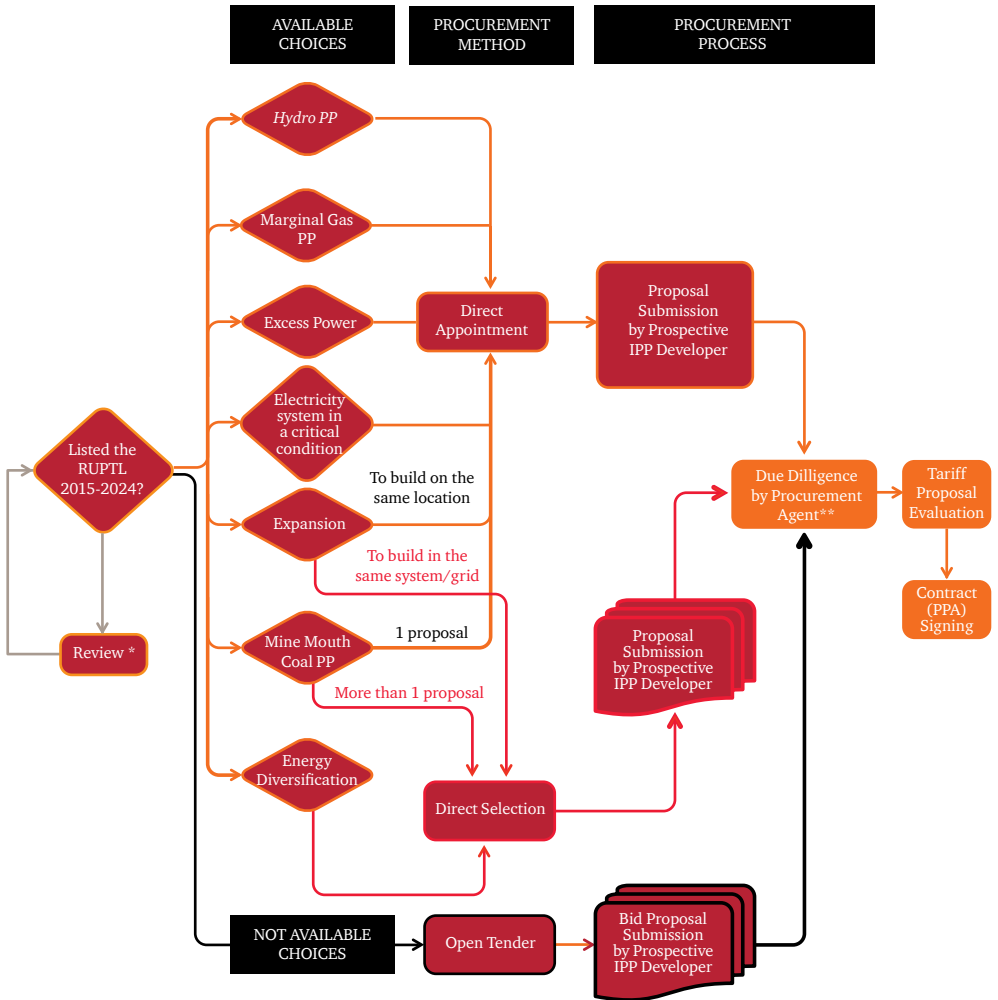 AVAILABLE
CHOICES
PROCUREMENT
METHOD
PROCUREMENT
PROCESS
Hydro PP
Marginal Gas
PP
Excess Power
Electricity
system in
a critical
condition
Expansion
Mine Mouth
Coal PP
Energy
Diversification
Listed the
RUPTL
2015-2024?
Review *
Direct
Appointment
To build on the
same location
To build in the
same system/grid
1 proposal
More than 1 proposal
Direct Selection
Proposal
Submission
by Prospective
IPP Developer
Due Dilligence
by Procurement
Agent**
Tariff
Proposal
Evaluation
Contract
(PPA)
Signing
Proposal
Submission
by Prospective
IPP Developer
NOT AVAILABLE
CHOICES
Open Tender
Bid Proposal
Submission
by Prospective
IPP Developer